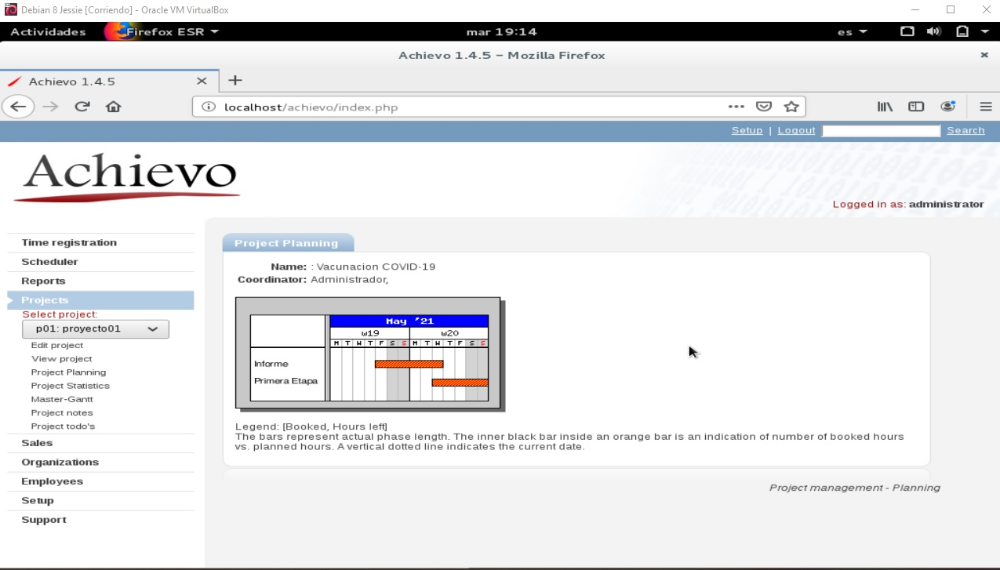 Debian 8 Jessie [Corriendo] - Oracle VM VirtualBox
Actividades Firefox ESR mar 19:14 es
Achievo 1.4.5 – Mozilla Firefox
Achievo 1.4.5
localhost/achievo/index.php
Setup | Logout Search
Achievo
Logged in as: administrator
Time registration
Scheduler
Reports
Projects
Select project:
p01: proyecto01
Edit project
View project
Project Planning
Project Statistics
Master-Gantt
Project notes
Project todo's
Sales
Organizations
Employees
Setup
Support
Project Planning
Name: : Vacunacion COVID-19
Coordinator: Administrador,
May '21
w19 w20
M T W T F S S M T W T F S S
Informe
Primera Etapa
Legend: [Booked, Hours left]
The bars represent actual phase length. The inner black bar inside an orange bar is an indication of number of booked hours
vs. planned hours. A vertical dotted line indicates the current date.
Project management - Planning